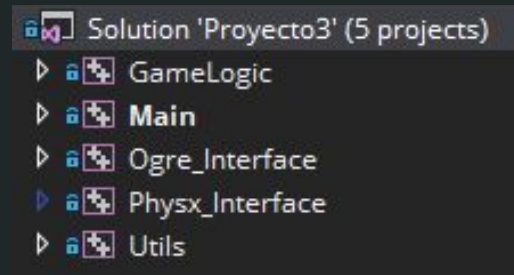 Solution 'Proyecto3' (5 projects)
GameLogic
Main
Ogre_Interface
Physx_Interface
Utils